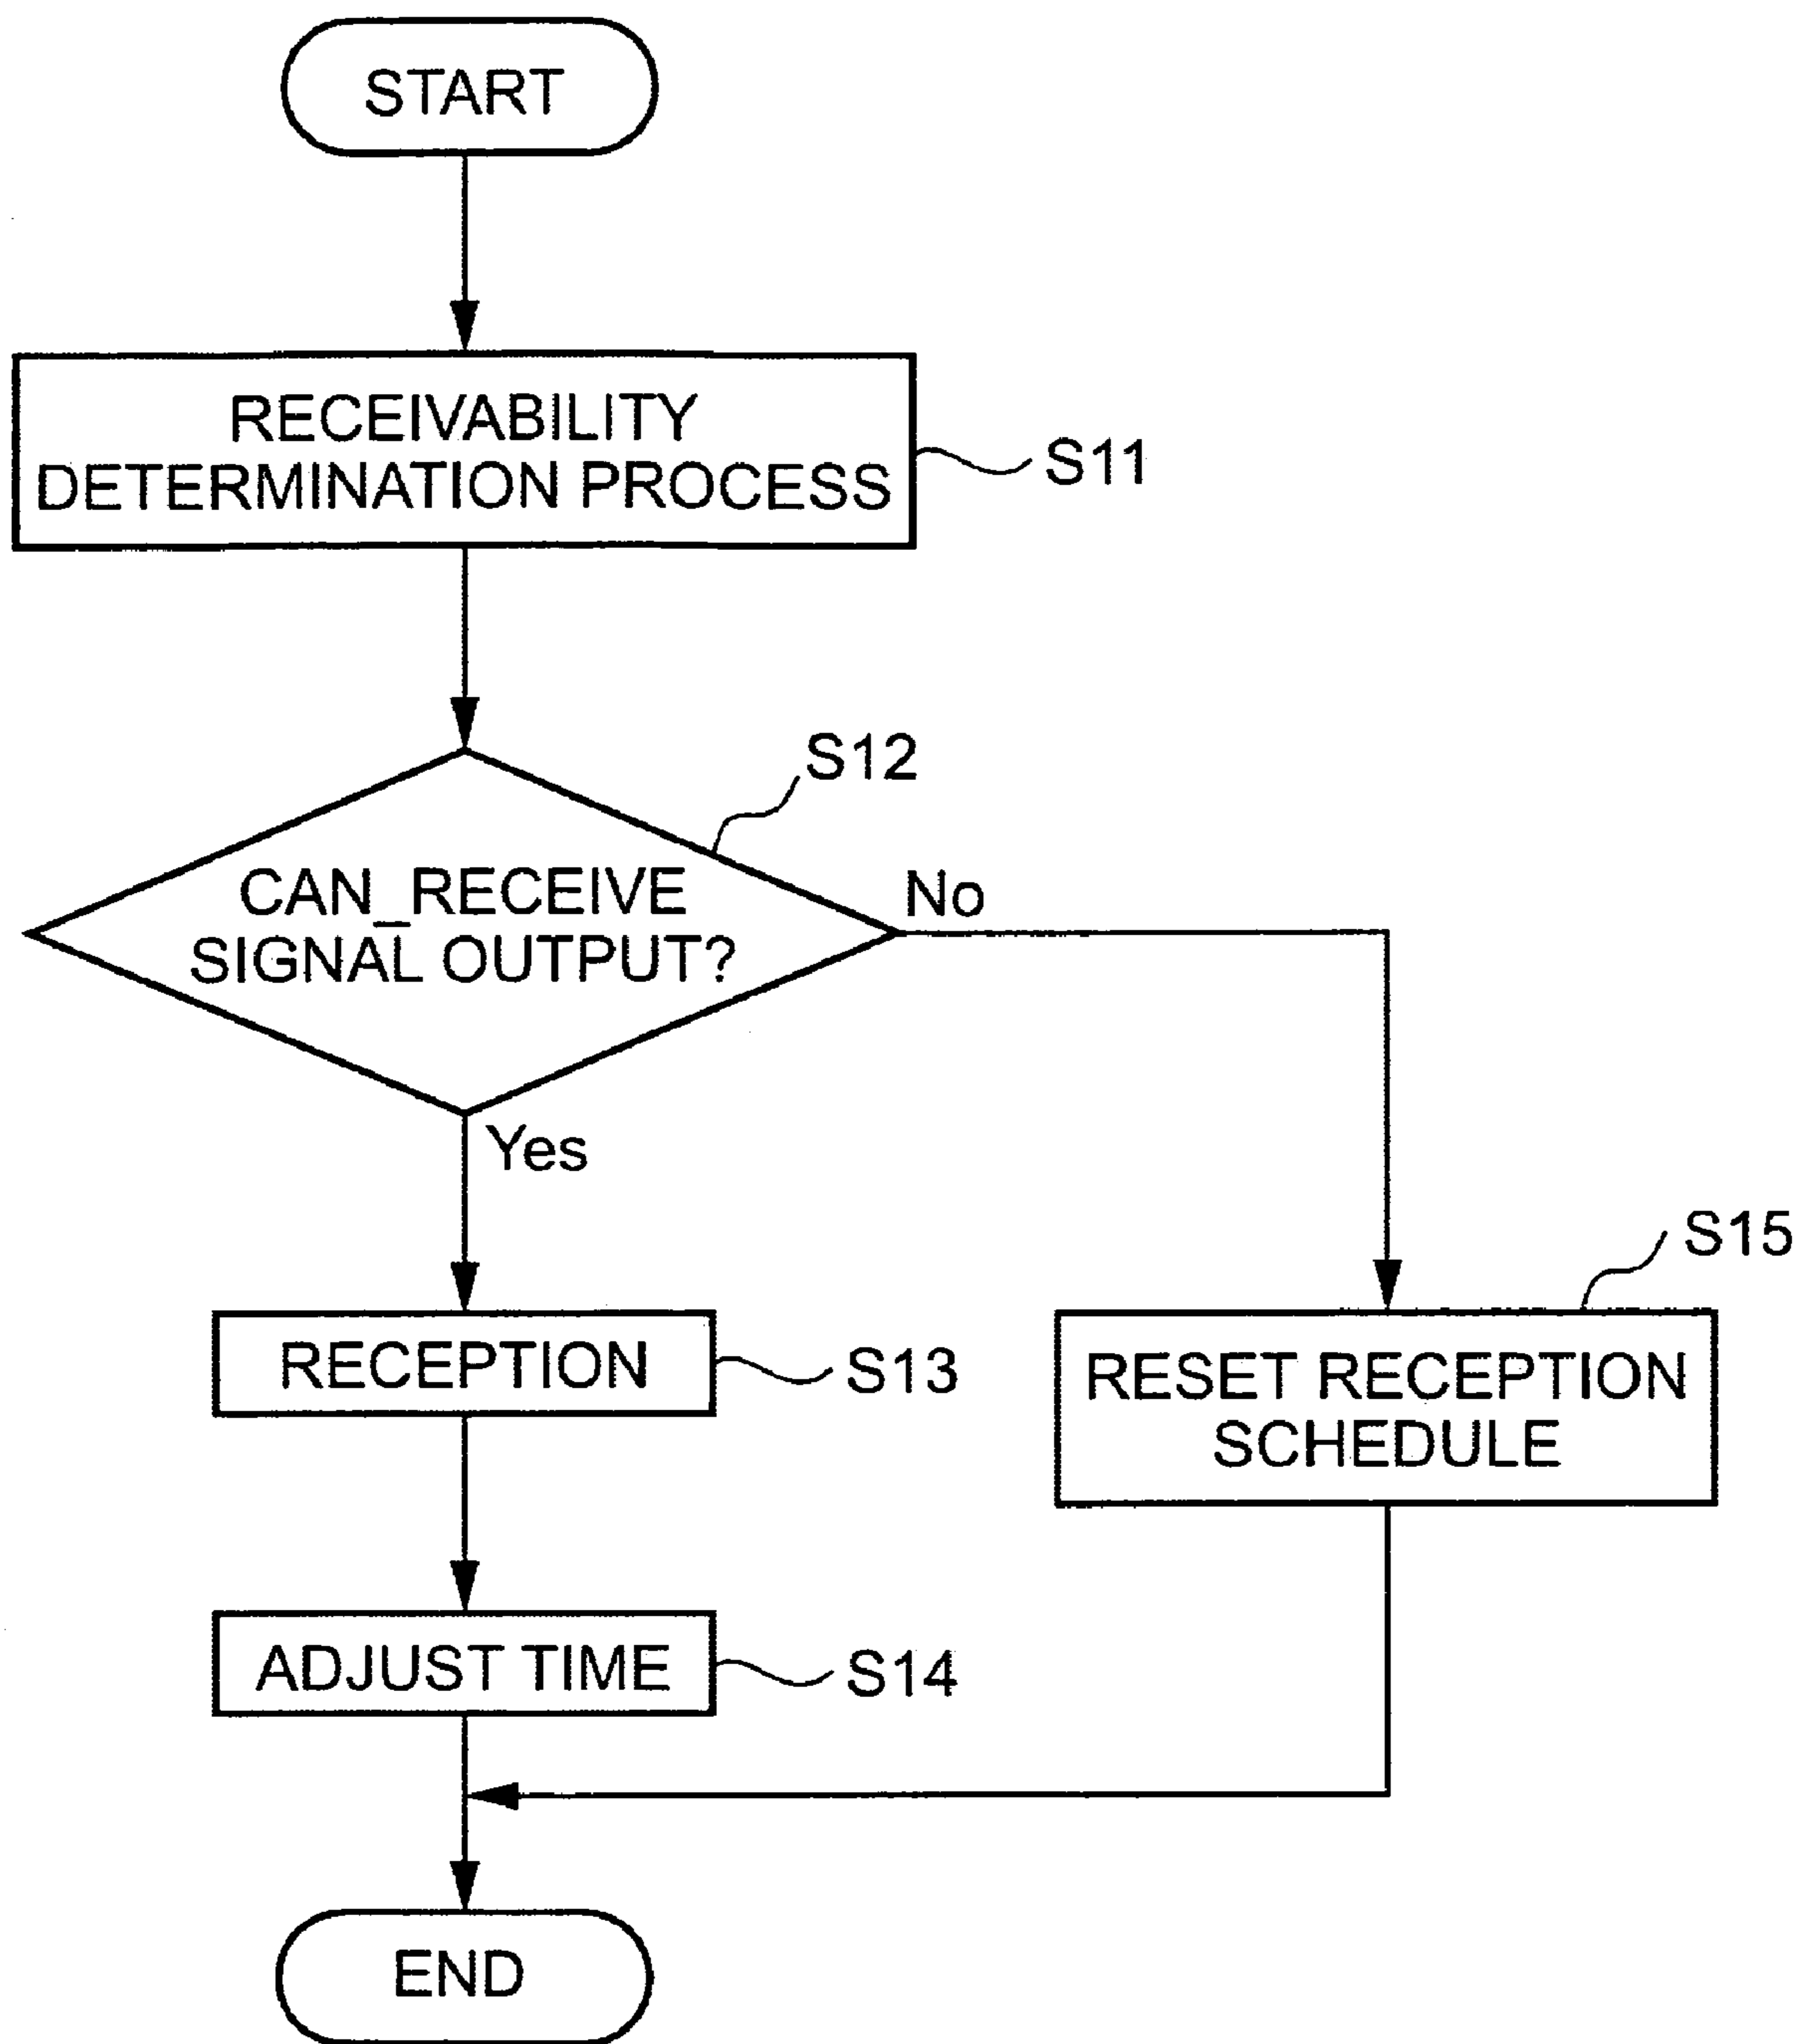 START
RECEIVABILITY
DETERMINATION PROCESS
S11
S12
CAN_RECEIVE
SIGNAL OUTPUT?
No
Yes
S15
RECEPTION
S13
RESET RECEPTION
SCHEDULE
ADJUST TIME
S14
END